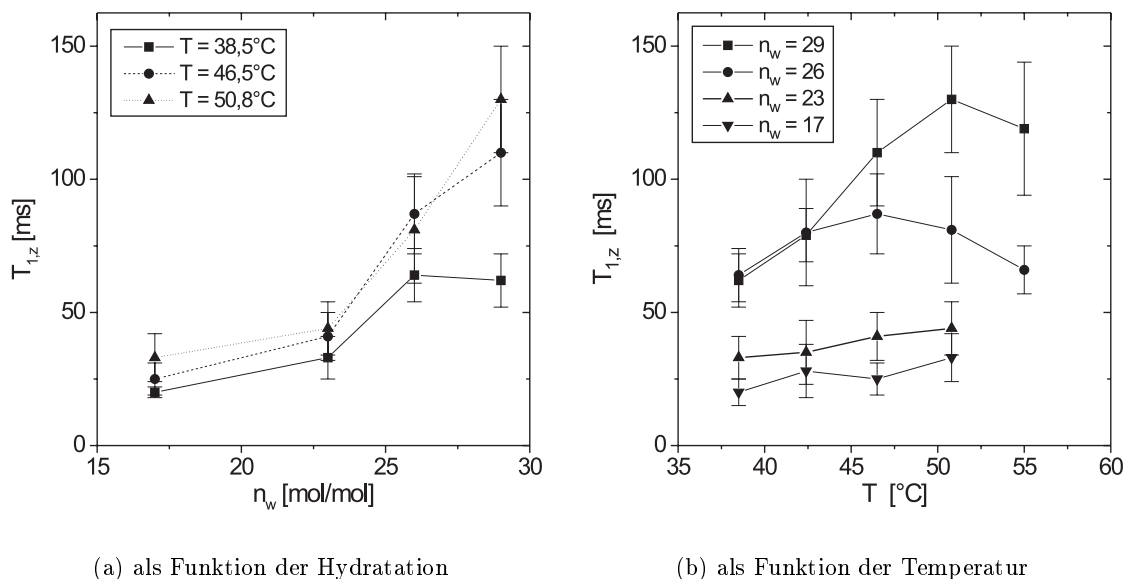 150
100
50
0
T1,z [ms]
T = 38,5°C
T = 46,5°C
T = 50,8°C
15 20 25 30
nw [mol/mol]
(a) als Funktion der Hydratation
150
100
50
0
T1,z [ms]
nw = 29
nw = 26
nw = 23
nw = 17
35 40 45 50 55 60
T [°C]
(b) als Funktion der Temperatur